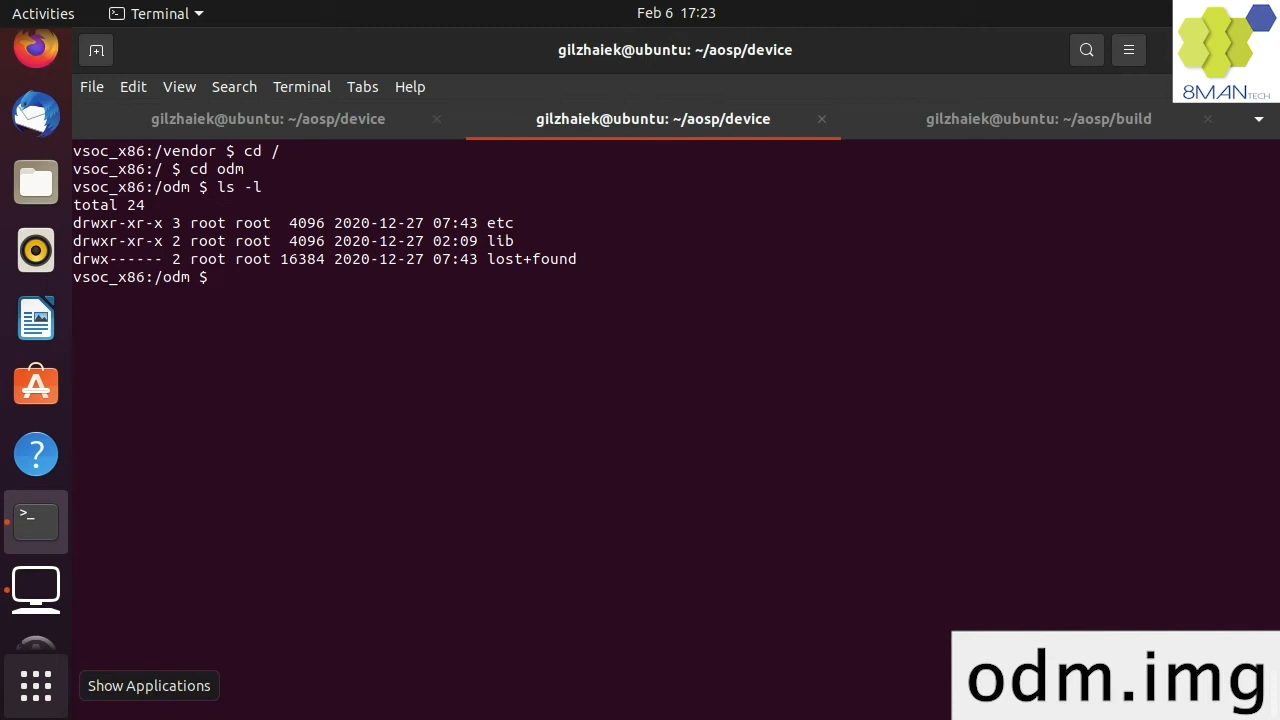 Activities Terminal Feb 6 17:23
gilzhaiek@ubuntu: ~/aosp/device
8MANTECH
File Edit View Search Terminal Tabs Help
gilzhaiek@ubuntu: ~/aosp/device × gilzhaiek@ubuntu: ~/aosp/device × gilzhaiek@ubuntu: ~/aosp/build ×
vsoc_x86:/vendor $ cd /
vsoc_x86:/ $ cd odm
vsoc_x86:/odm $ ls -l
total 24
drwxr-xr-x 3 root root  4096 2020-12-27 07:43 etc
drwxr-xr-x 2 root root  4096 2020-12-27 02:09 lib
drwx------ 2 root root 16384 2020-12-27 07:43 lost+found
vsoc_x86:/odm $
Show Applications
odm.img